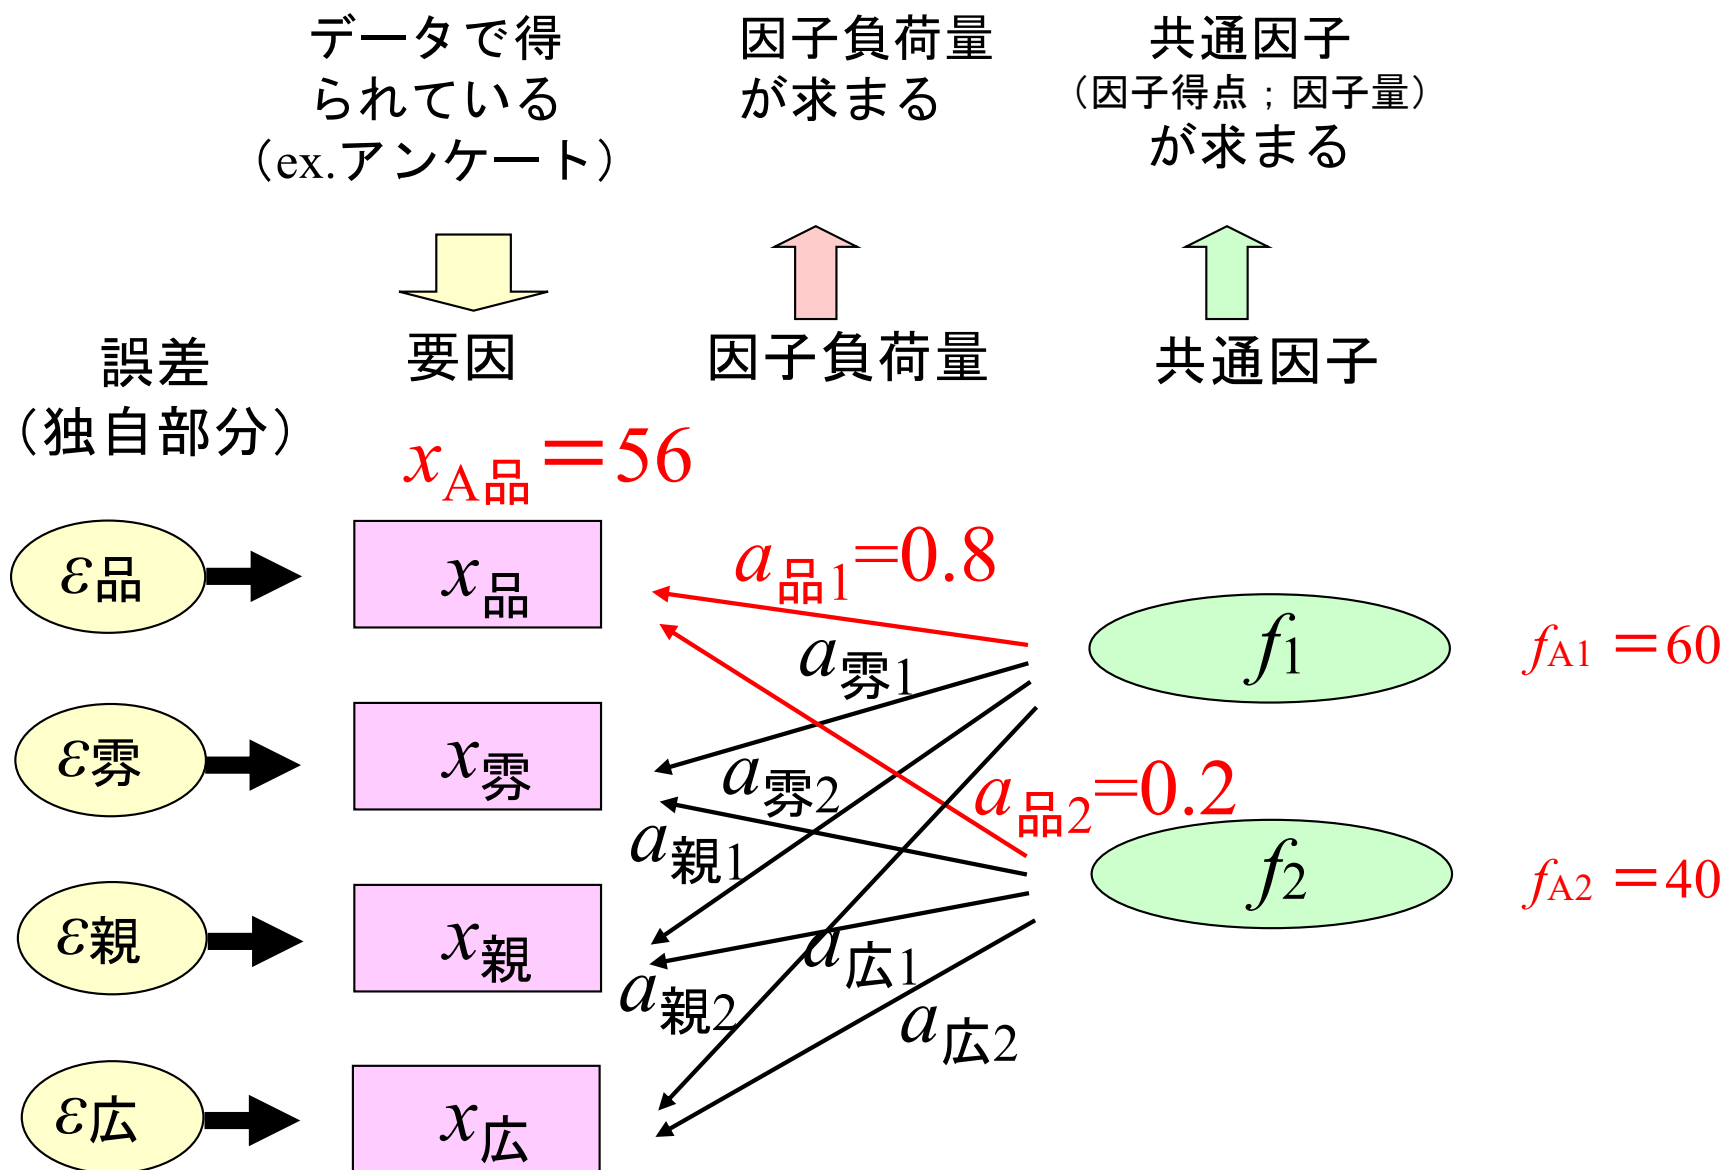 データで得
られている
（ex.アンケート）
因子負荷量
が求まる
共通因子
（因子得点；因子量）
が求まる
誤差
（独自部分）
要因
因子負荷量
共通因子
xA品＝56
ε品
x品
a品1=0.8
f1
fA1＝60
a雰1
ε雰
x雰
a雰2
a品2=0.2
a親1
f2
fA2＝40
ε親
x親
a広1
a親2
a広2
ε広
x広